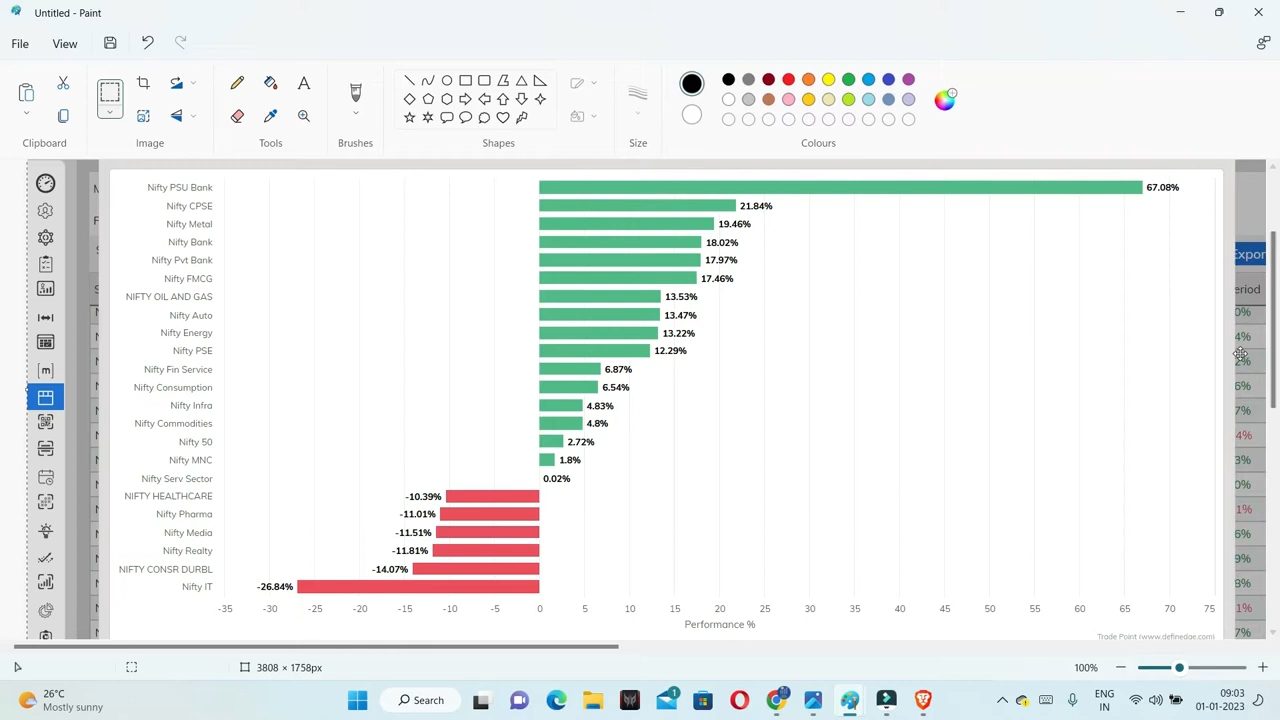 Untitled - Paint
File View
Clipboard Image Tools Brushes Shapes Size Colours
Nifty PSU Bank 67.08%
Nifty CPSE 21.84%
Nifty Metal 19.46%
Nifty Bank 18.02%
Nifty Pvt Bank 17.97%
Nifty FMCG 17.46%
Expor
NIFTY OIL AND GAS 13.53%
eriod
Nifty Auto 13.47%
Nifty Energy 13.22%
Nifty PSE 12.29%
Nifty Fin Service 6.87%
Nifty Consumption 6.54%
Nifty Infra 4.83%
Nifty Commodities 4.8%
Nifty 50 2.72%
Nifty MNC 1.8%
Nifty Serv Sector 0.02%
NIFTY HEALTHCARE -10.39%
Nifty Pharma -11.01%
Nifty Media -11.51%
Nifty Realty -11.81%
NIFTY CONSR DURBL -14.07%
Nifty IT -26.84%
-35 -30 -25 -20 -15 -10 -5 0 5 10 15 20 25 30 35 40 45 50 55 60 65 70 75
Performance %
Trade Point (www.definedge.com)
3808 × 1758px 100%
26°C
Mostly sunny
Search
1
ENG
IN
09:03
01-01-2023